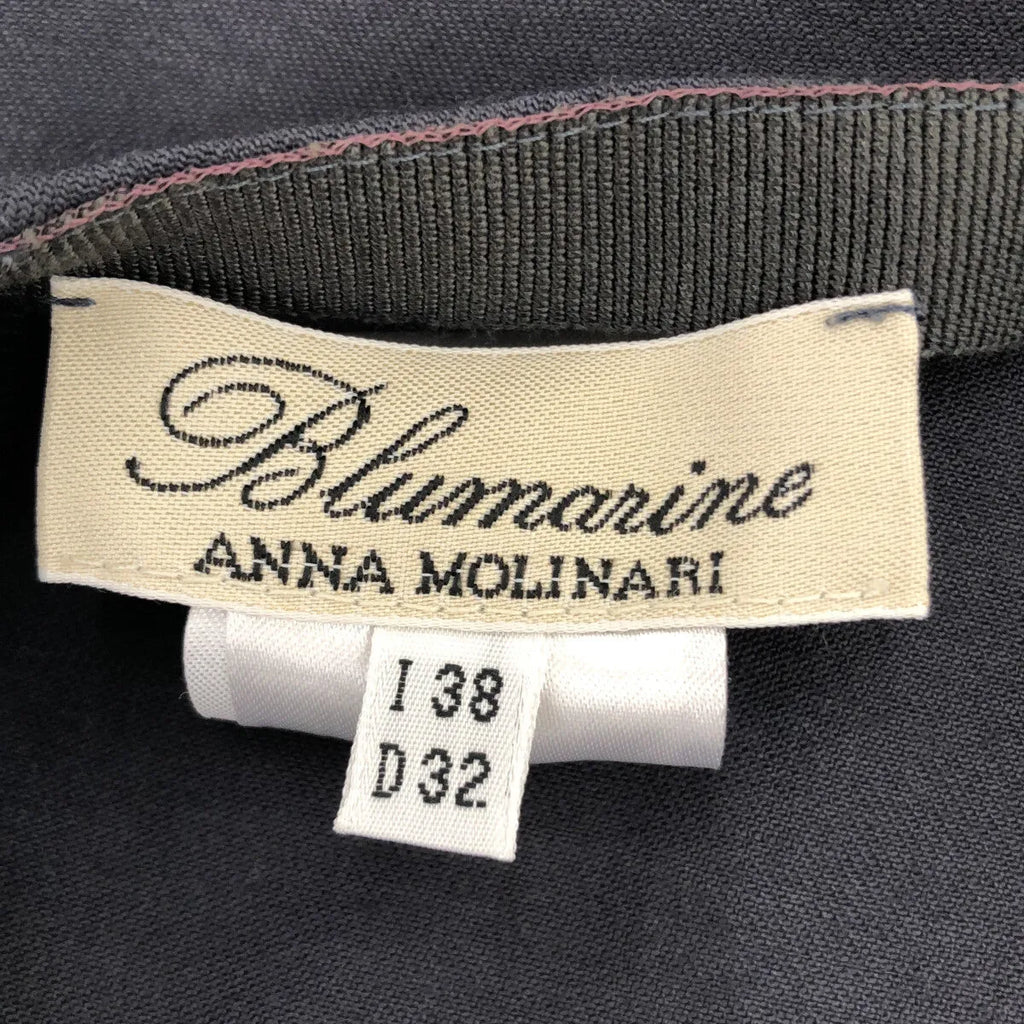 Blumarine
ANNA MOLINARI
I 38
D 32